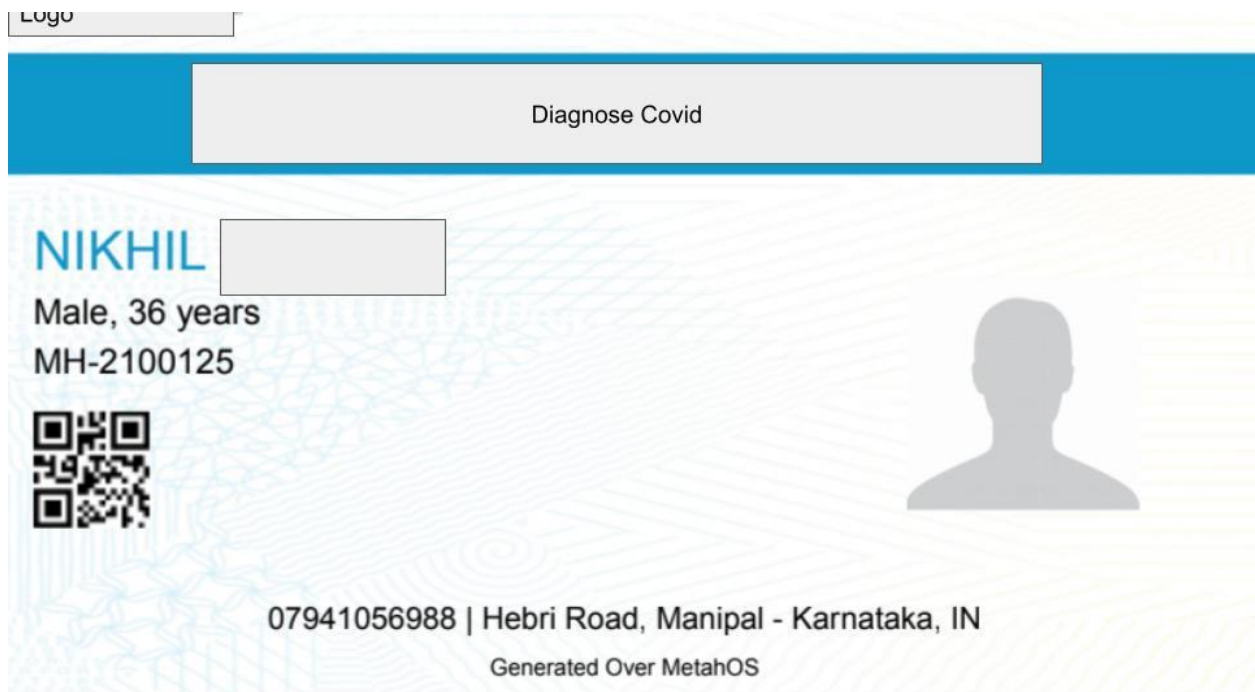 Logo
Diagnose Covid
NIKHIL
Male, 36 years
MH-2100125
07941056988 | Hebri Road, Manipal - Karnataka, IN
Generated Over MetahOS